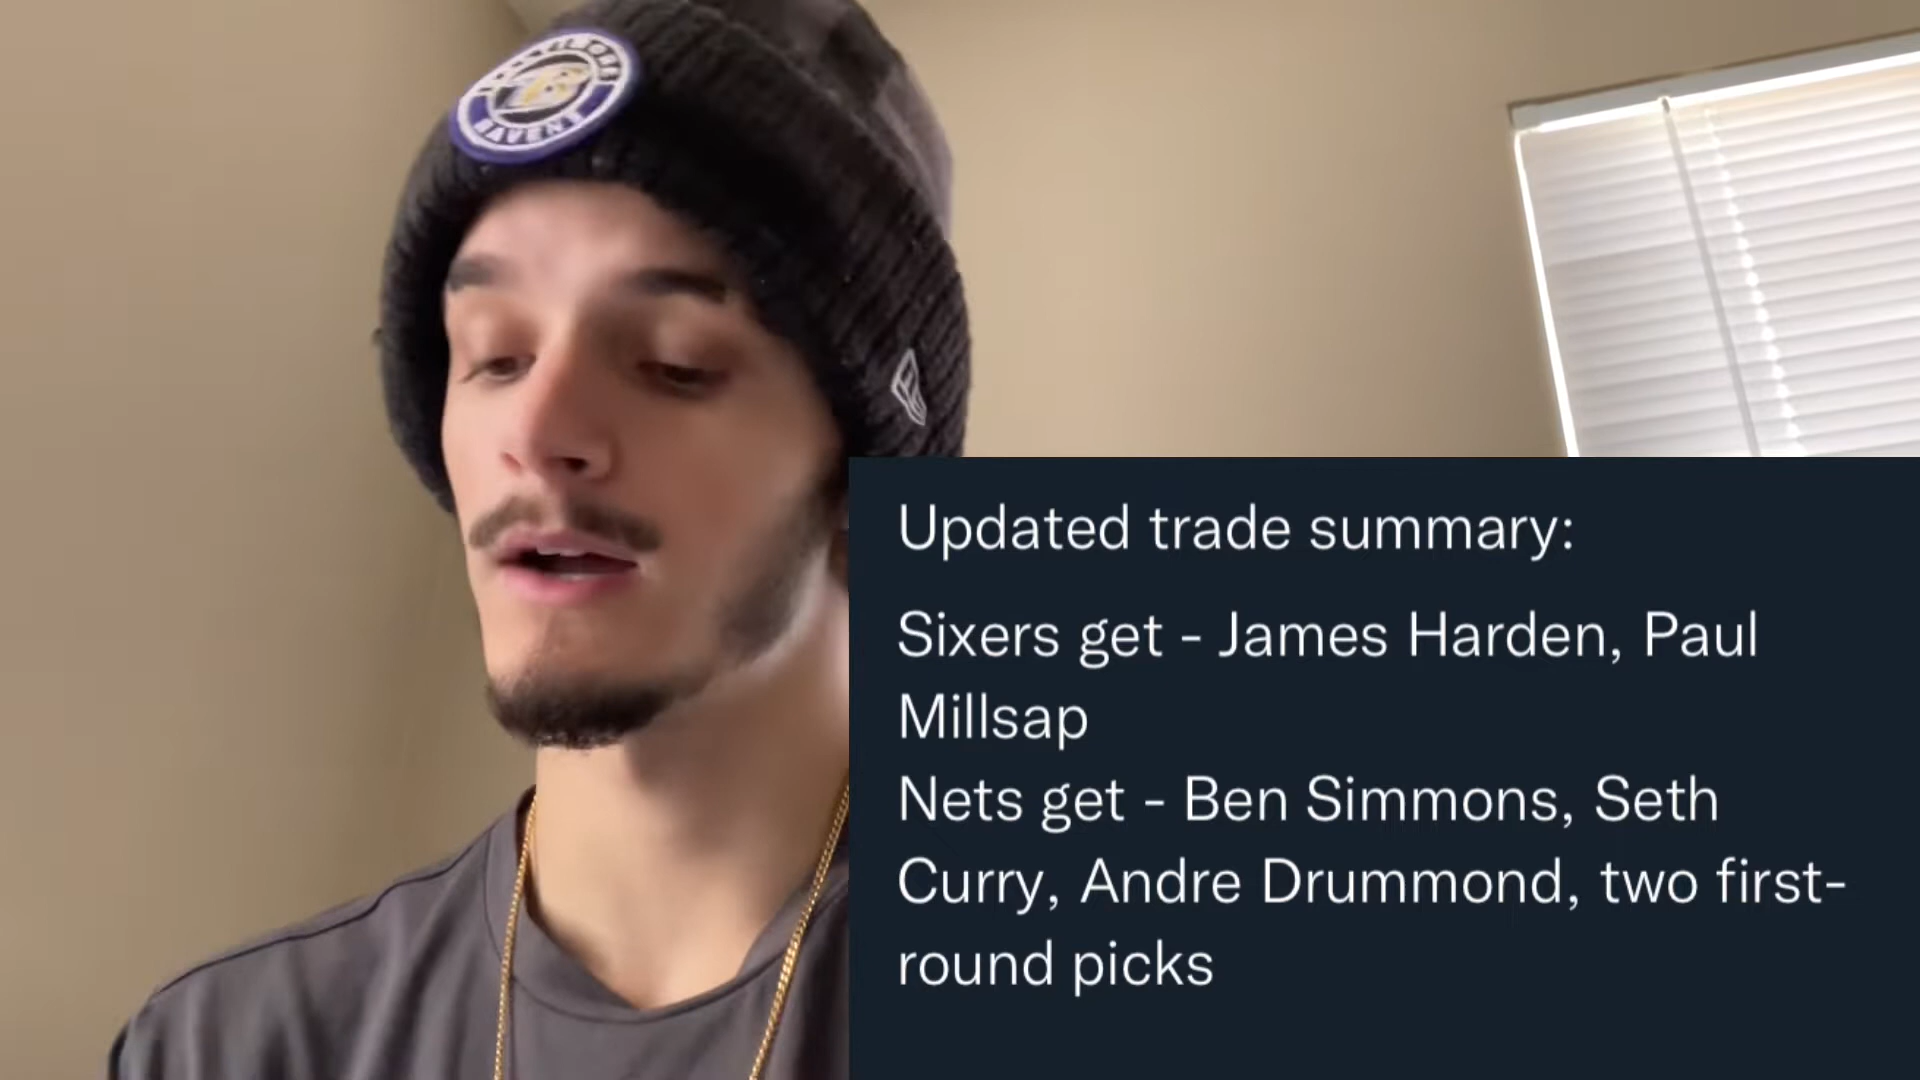 RAVENS
Updated trade summary:
Sixers get - James Harden, Paul
Millsap
Nets get - Ben Simmons, Seth
Curry, Andre Drummond, two first-
round picks